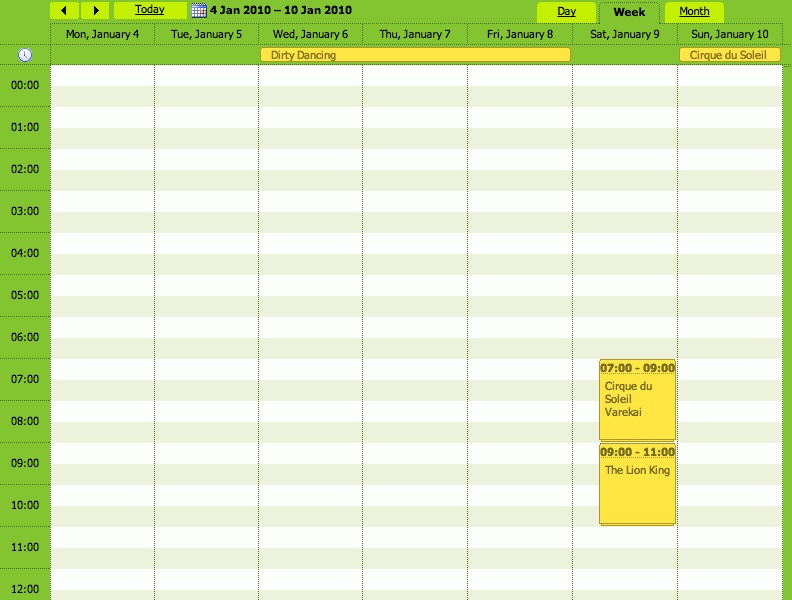 Today
4 Jan 2010 – 10 Jan 2010
Day
Week
Month
Mon, January 4
Tue, January 5
Wed, January 6
Thu, January 7
Fri, January 8
Sat, January 9
Sun, January 10
Dirty Dancing
Cirque du Soleil
00:00
01:00
02:00
03:00
04:00
05:00
06:00
07:00
08:00
09:00
10:00
11:00
12:00
07:00 - 09:00
Cirque du
Soleil
Varekai
09:00 - 11:00
The Lion King